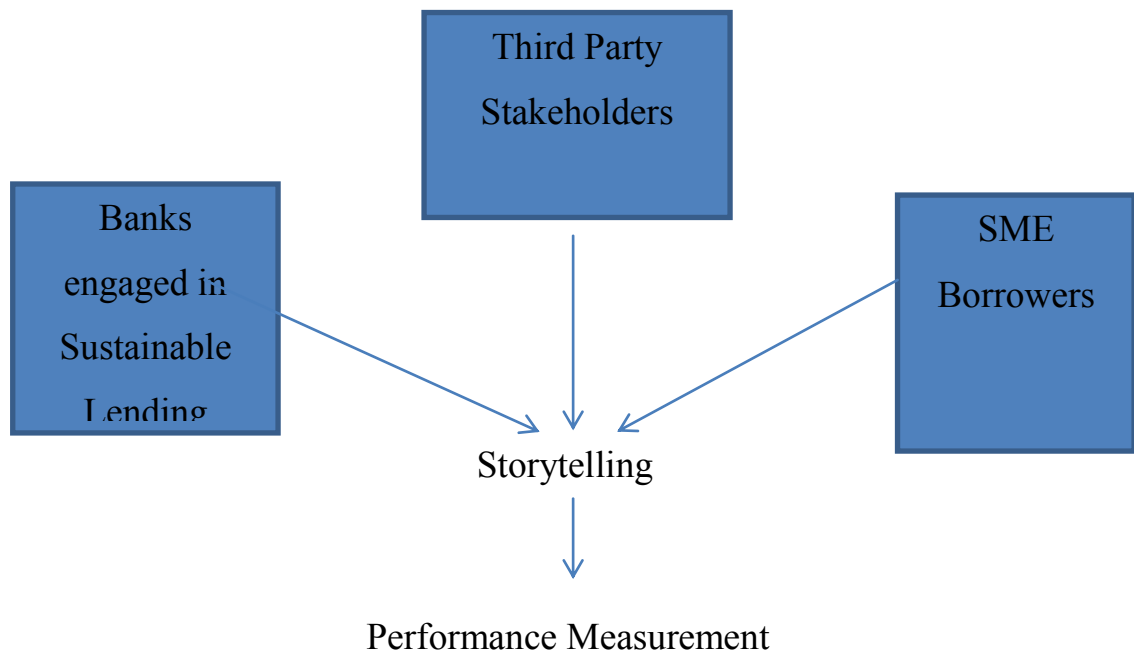 Third Party
Stakeholders
Banks
engaged in
Sustainable
Lending
SME
Borrowers
Storytelling
Performance Measurement